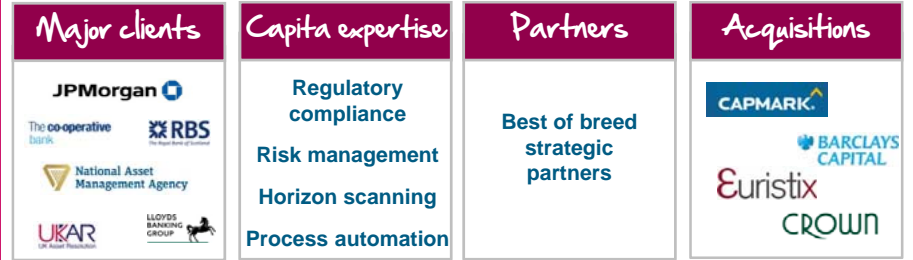 Major clients
JPMorgan
The co-operative
bank
RBS
The Royal Bank of Scotland
National Asset
Management Agency
UKAR
UK Asset Resolution
LLOYDS
BANKING
GROUP
Capita expertise
Regulatory
compliance
Risk management
Horizon scanning
Process automation
Partners
Best of breed
strategic
partners
Acquisitions
CAPMARK.
BARCLAYS
CAPITAL
Euristix
CROWN